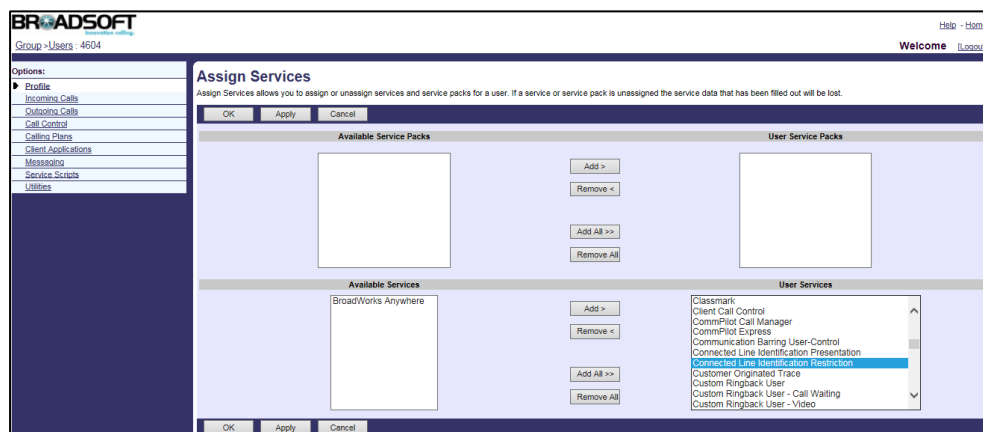 BROADSOFT
innovation calling.
Help - Home
Group >Users : 4604
Welcome [Logout
Options:
Profile
Incoming Calls
Outgoing Calls
Call Control
Calling Plans
Client Applications
Messaging
Service Scripts
Utilities
Assign Services
Assign Services allows you to assign or unassign services and service packs for a user. If a service or service pack is unassigned the service data that has been filled out will be lost.
OK Apply Cancel
Available Service Packs User Service Packs
Add >
Remove <
Add All >>
Remove All
Available Services User Services
BroadWorks Anywhere
Add >
Remove <
Add All >>
Remove All
Classmark
Client Call Control
CommPilot Call Manager
CommPilot Express
Communication Barring User-Control
Connected Line Identification Presentation
Connected Line Identification Restriction
Customer Originated Trace
Custom Ringback User
Custom Ringback User - Call Waiting
Custom Ringback User - Video
OK Apply Cancel